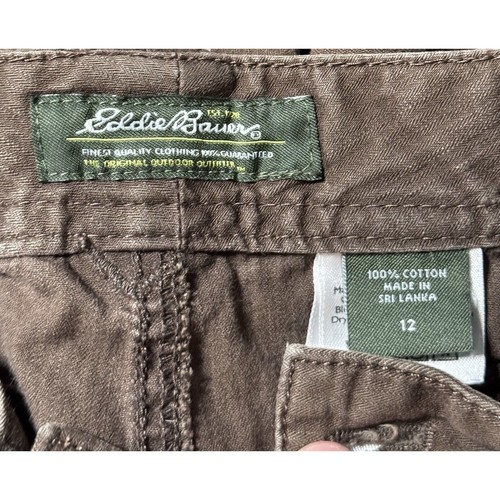 EST. 1920
Eddie Bauer®
FINEST QUALITY CLOTHING 100% GUARANTEED
THE ORIGINAL OUTDOOR OUTFITTER™
100% COTTON
MADE IN
SRI LANKA
12